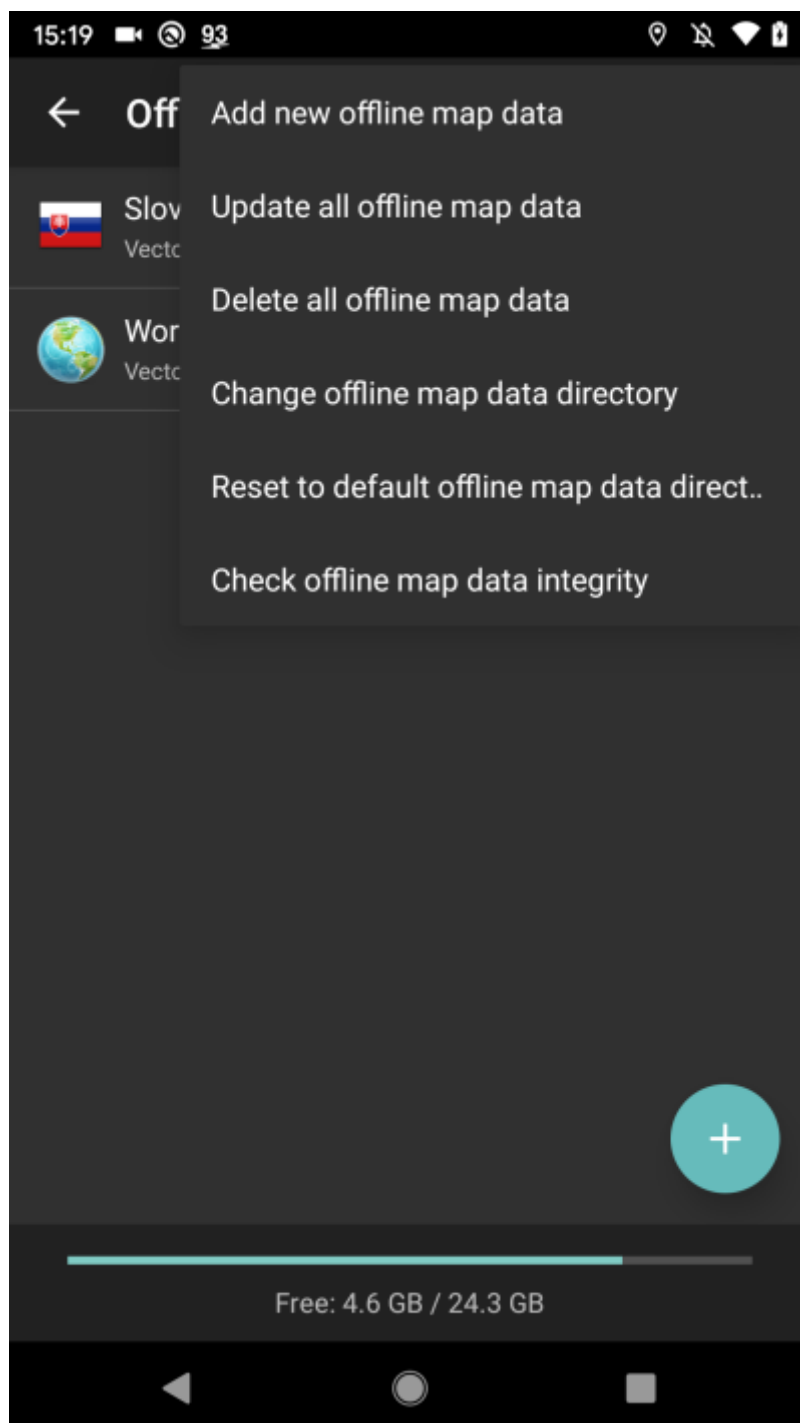 15:19 93
Off
Add new offline map data
Slov
Update all offline map data
Vecto
Delete all offline map data
Wor
Vecto
Change offline map data directory
Reset to default offline map data direct..
Check offline map data integrity
+
Free: 4.6 GB / 24.3 GB